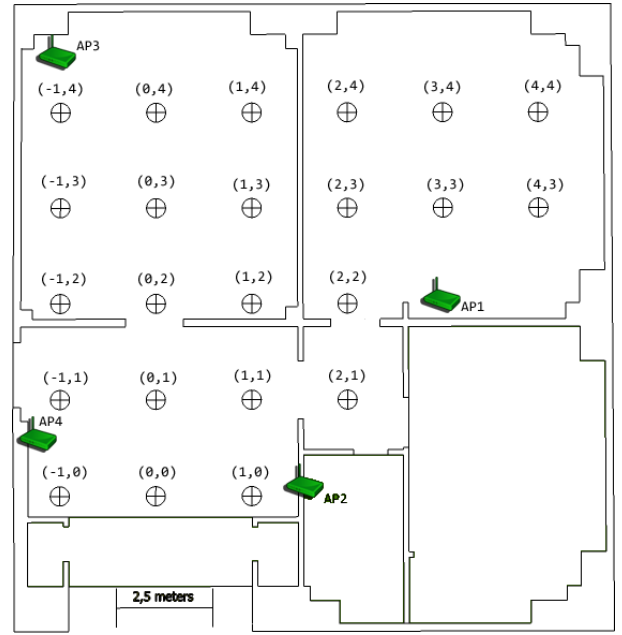 AP3
(-1,4) (0,4) (1,4) (2,4) (3,4) (4,4)
(-1,3) (0,3) (1,3) (2,3) (3,3) (4,3)
(-1,2) (0,2) (1,2) (2,2)
AP1
(-1,1) (0,1) (1,1) (2,1)
AP4
(-1,0) (0,0) (1,0)
AP2
2,5 meters